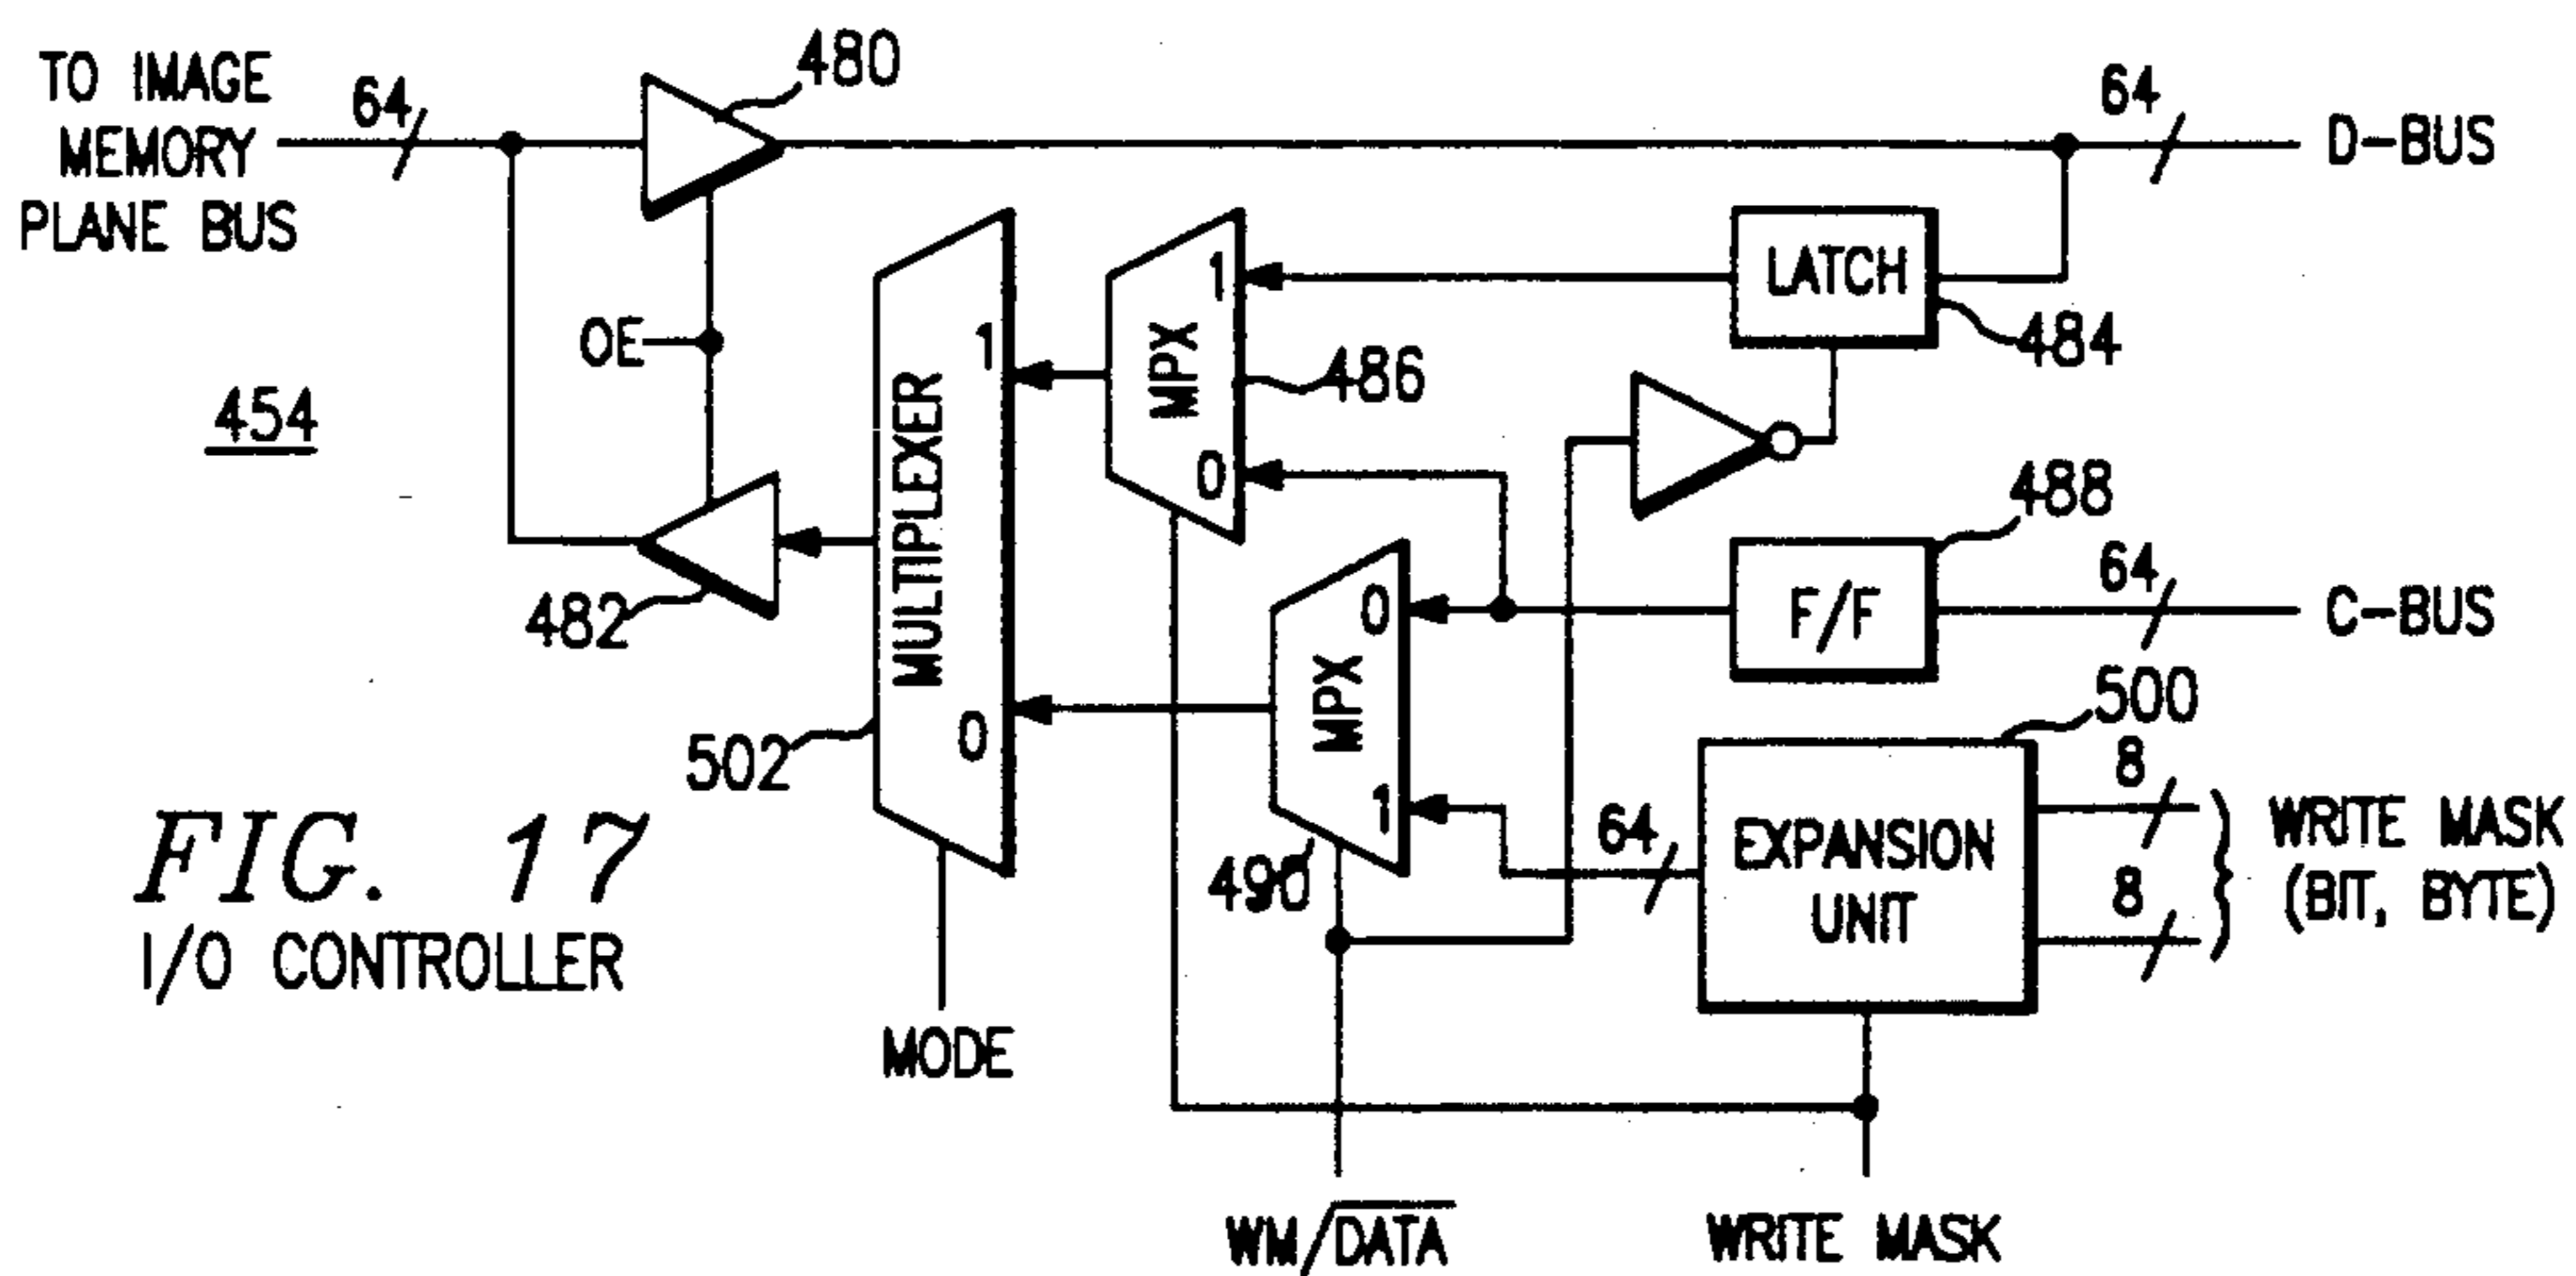 TO IMAGE
MEMORY
PLANE BUS
64
480
64
D-BUS
OE
454
482
MULTIPLEXER
1
0
502
MODE
MPX
1
0
486
LATCH
484
MPX
0
1
490
F/F
488
64
C-BUS
500
EXPANSION
UNIT
64
8
8
WRITE MASK
(BIT, BYTE)
WM/DATA
WRITE MASK
FIG. 17
I/O CONTROLLER